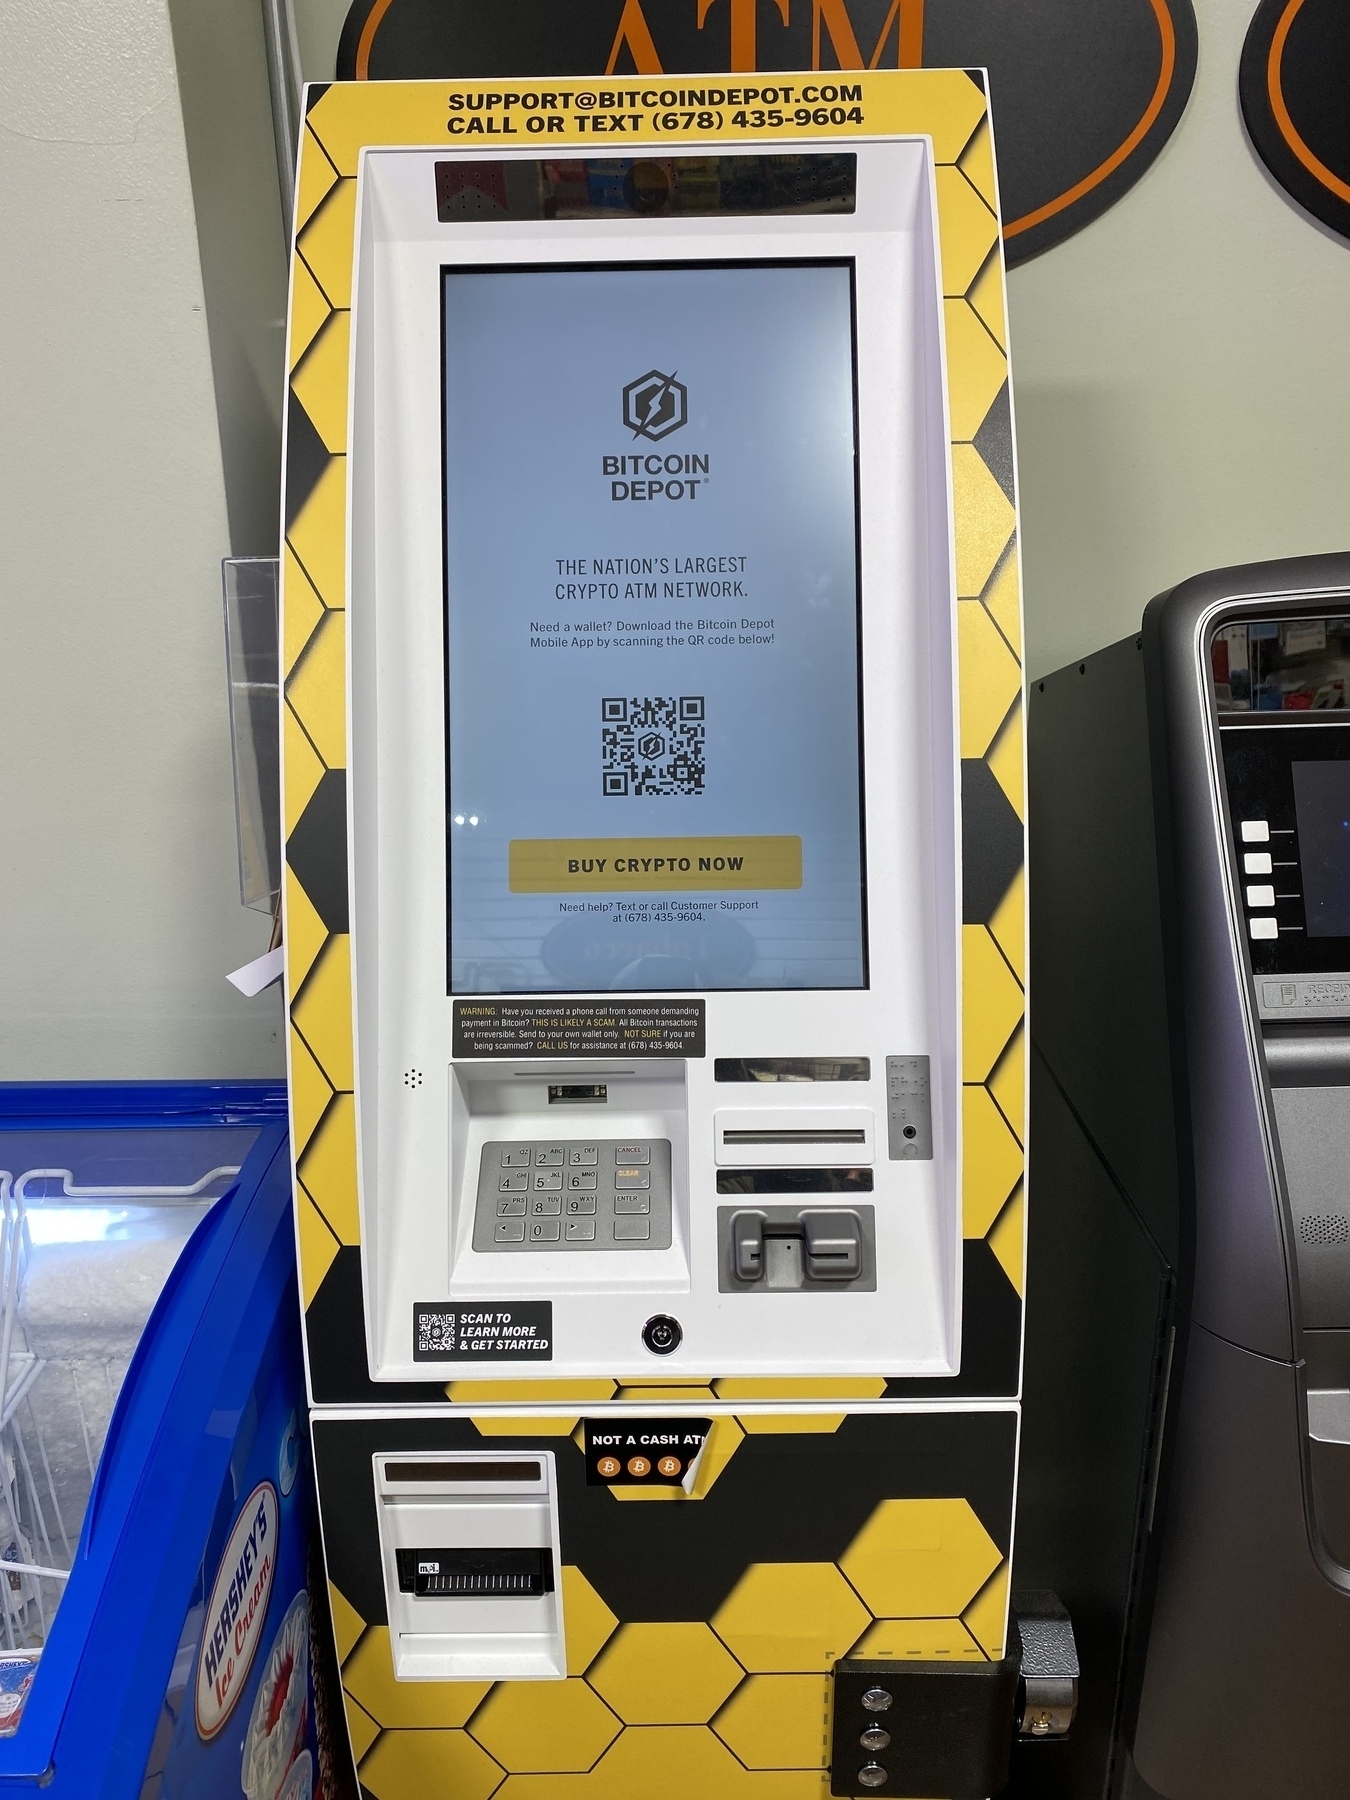 ATM
SUPPORT@BITCOINDEPOT.COM
CALL OR TEXT (678) 435-9604
BITCOIN
DEPOT®
THE NATION'S LARGEST
CRYPTO ATM NETWORK.
Need a wallet? Download the Bitcoin Depot
Mobile App by scanning the QR code below!
BUY CRYPTO NOW
Need help? Text or call Customer Support
at (678) 435-9604.
WARNING: Have you received a phone call from someone demanding
payment in Bitcoin? THIS IS LIKELY A SCAM. All Bitcoin transactions
are irreversible. Send to your own wallet only. NOT SURE if you are
being scammed? CALL US for assistance at (678) 435-9604.
1 QZ 2 ABC 3 DEF CANCEL
4 GHI 5 JKL 6 MNO CLEAR
7 PRS 8 TUV 9 WXY ENTER
< 0 >
SCAN TO
LEARN MORE
& GET STARTED
NOT A CASH AT
mei
HERSHEY'S
Ice Cream